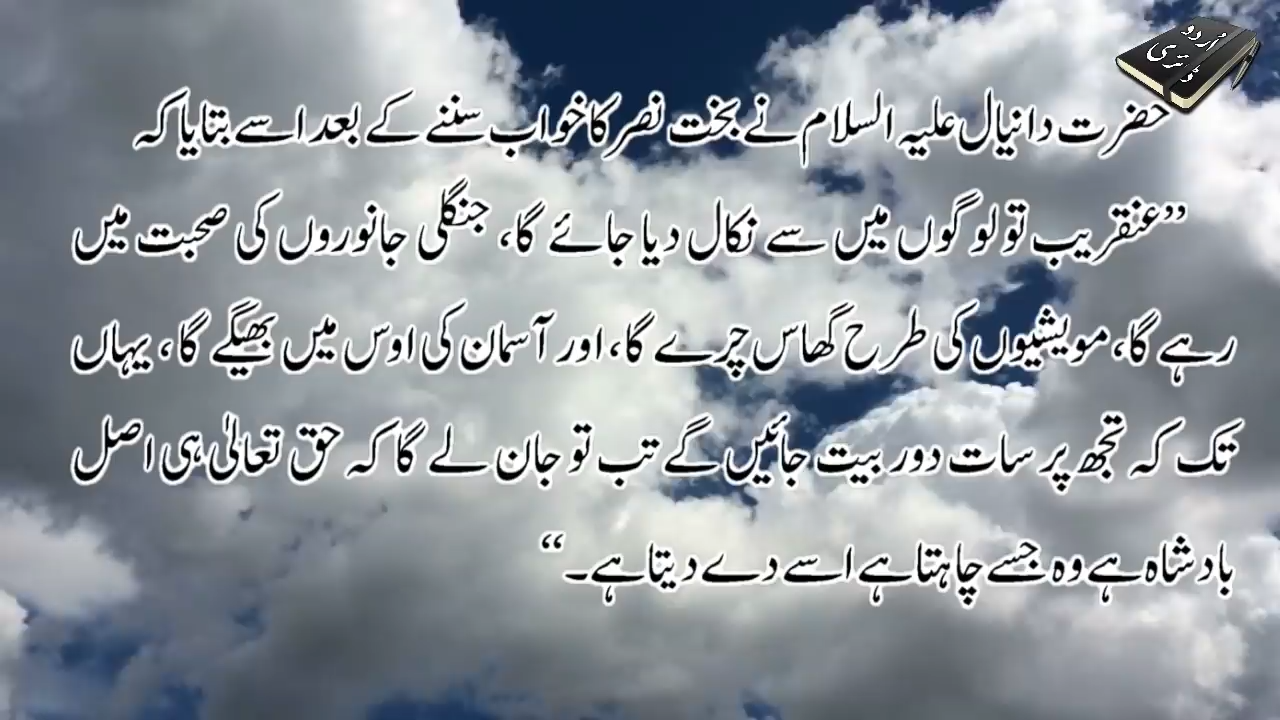 اُردو
ڈائری
حضرت دانیال علیہ السلام نے بخت نصر کا خواب سننے کے بعد اسے بتایا کہ
”عنقریب تو لوگوں میں سے نکال دیا جائے گا، جنگلی جانوروں کی صحبت میں
رہے گا، مویشیوں کی طرح گھاس چرے گا، اور آسمان کی اوس میں بھیگے گا، یہاں
تک کہ تجھ پر سات دور بیت جائیں گے تب تو جان لے گا کہ حق تعالیٰ ہی اصل
بادشاہ ہے وہ جسے چاہتا ہے اسے دے دیتا ہے۔“